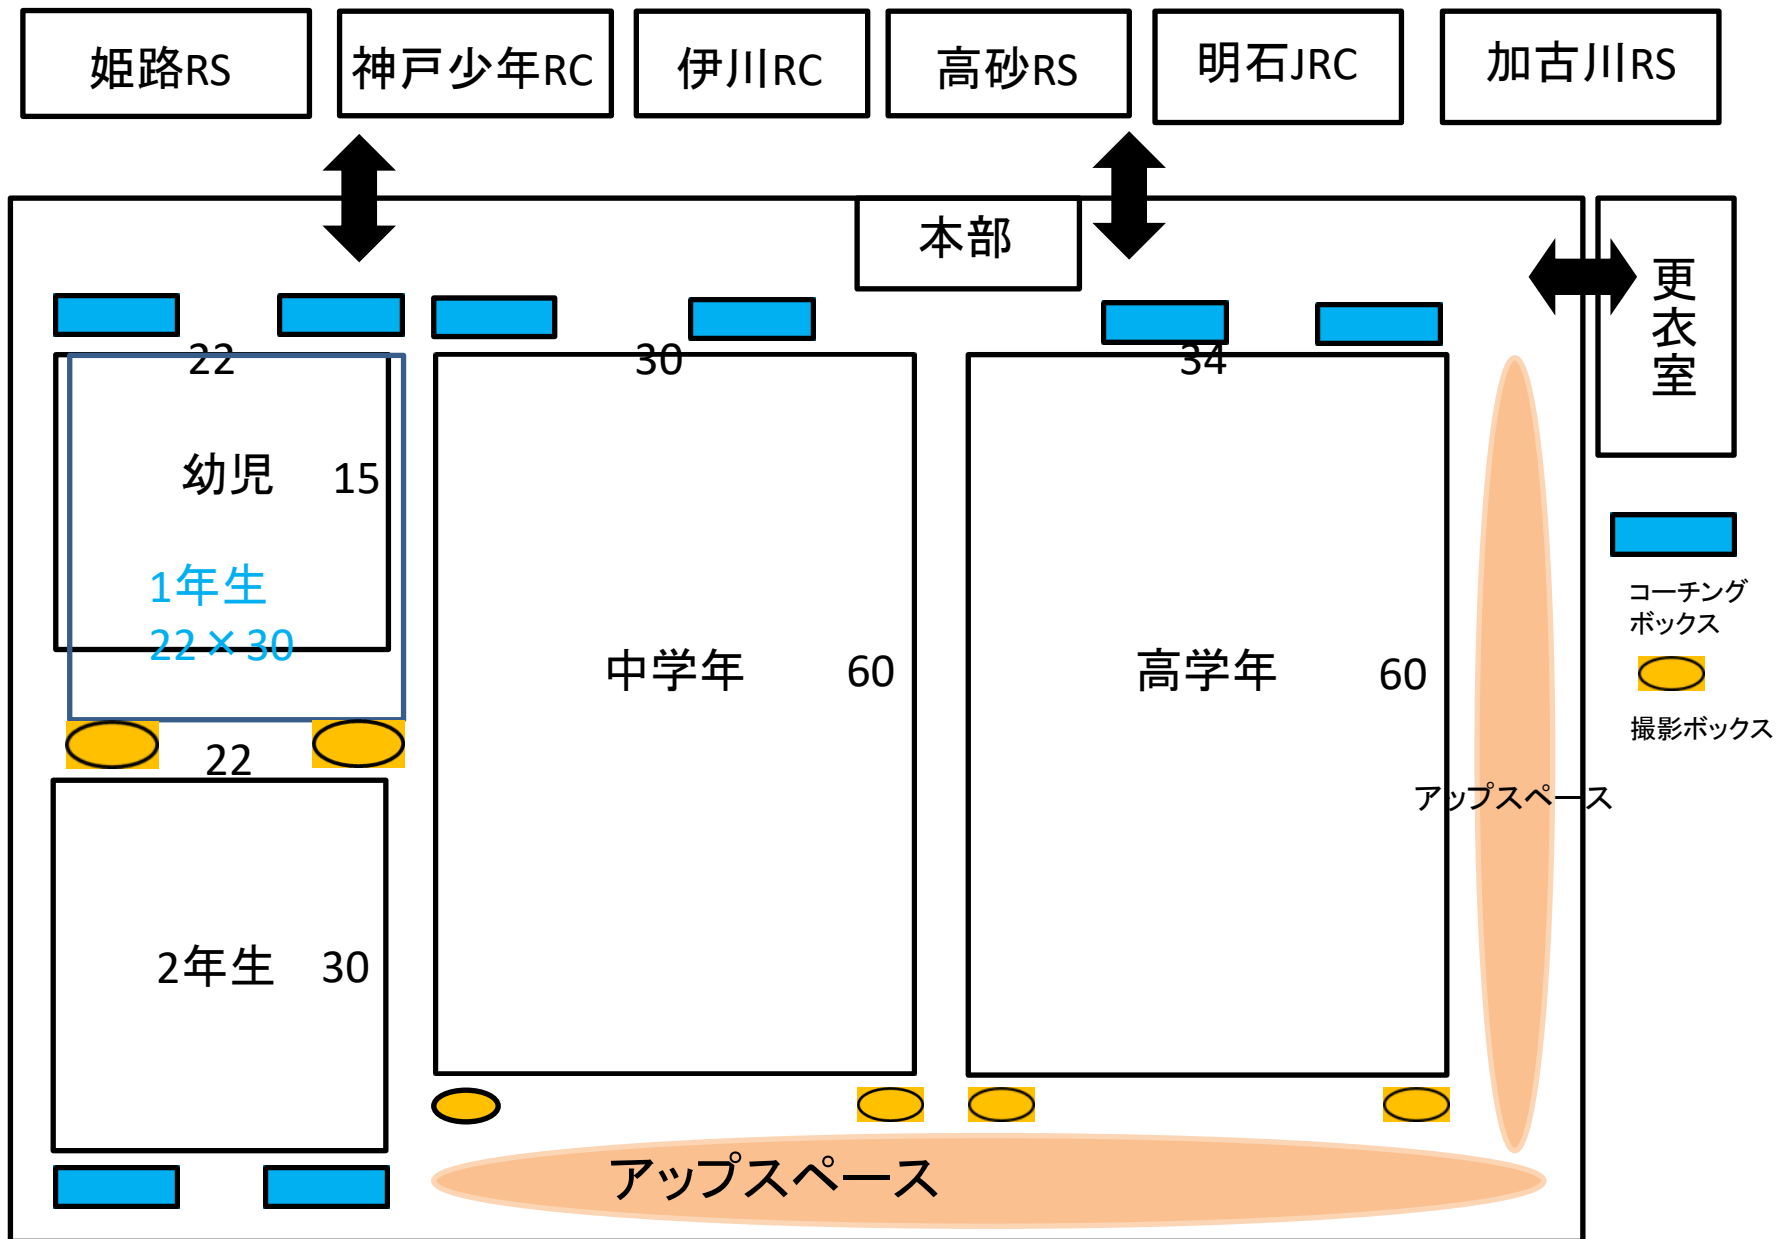 姫路RS
神戸少年RC
伊川RC
高砂RS
明石JRC
加古川RS
本部
更衣室
22
30
34
幼児 15
1年生
22×30
中学年 60
高学年 60
コーチング
ボックス
撮影ボックス
22
アップスペース
2年生 30
アップスペース